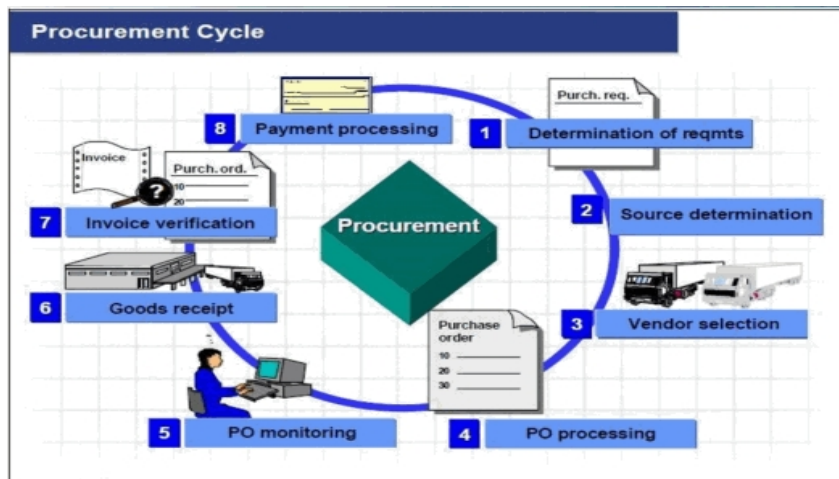 Procurement Cycle
Purch. req.
8 Payment processing
1 Determination of reqmts
Invoice
Purch. ord.
10
20
?
7 Invoice verification
Procurement
2 Source determination
6 Goods receipt
3 Vendor selection
Purchase
order
10
20
30
5 PO monitoring
4 PO processing